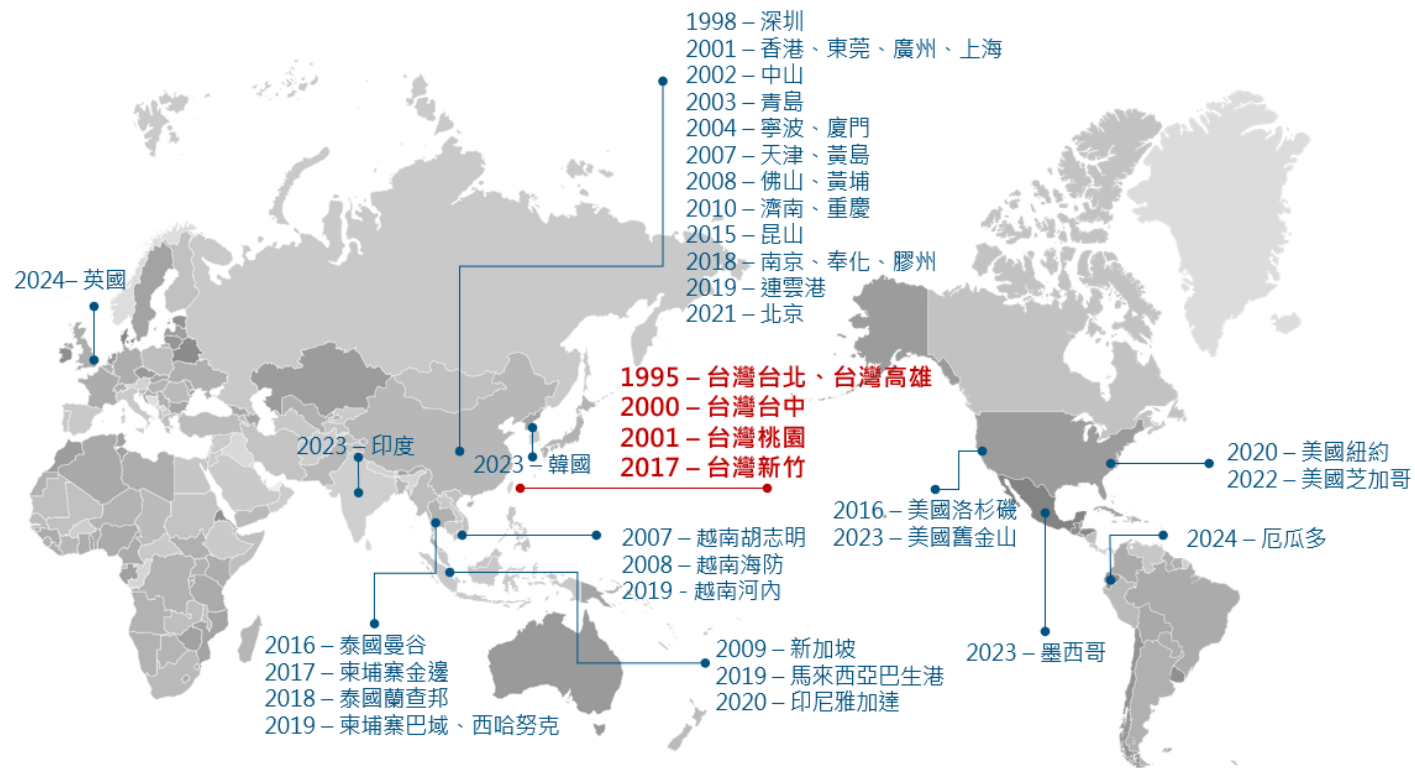 1998 – 深圳
2001 – 香港、東莞、廣州、上海
2002 – 中山
2003 – 青島
2004 – 寧波、廈門
2007 – 天津、黃島
2008 – 佛山、黃埔
2010 – 濟南、重慶
2015 – 昆山
2018 – 南京、奉化、膠州
2019 – 連雲港
2021 – 北京
2024– 英國
1995 – 台灣台北、台灣高雄
2000 – 台灣台中
2001 – 台灣桃園
2017 – 台灣新竹
2023 – 印度
2023 – 韓國
2020 – 美國紐約
2022 – 美國芝加哥
2016 – 美國洛杉磯
2023 – 美國舊金山
2007 – 越南胡志明
2008 – 越南海防
2019 - 越南河內
2024 – 厄瓜多
2016 – 泰國曼谷
2017 – 柬埔寨金邊
2018 – 泰國蘭查邦
2019 – 柬埔寨巴域、西哈努克
2009 – 新加坡
2019 – 馬來西亞巴生港
2020 – 印尼雅加達
2023 – 墨西哥